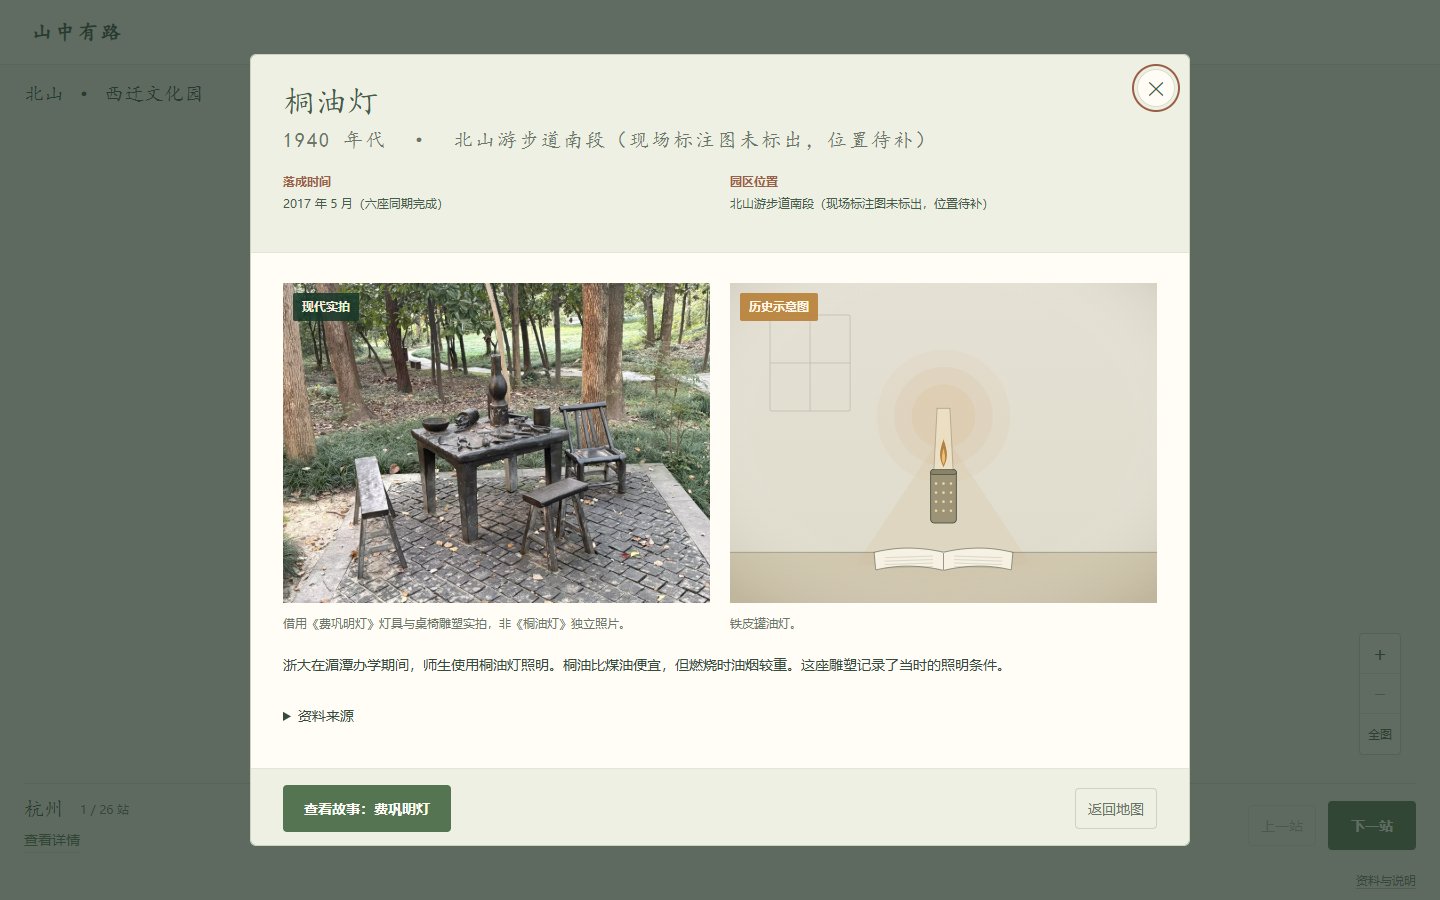 山中有路
北山 • 西迁文化园
桐油灯
1940 年代 • 北山游步道南段（现场标注图未标出，位置待补）
落成时间
2017 年 5 月（六座同期完成）
园区位置
北山游步道南段（现场标注图未标出，位置待补）
现代实拍
历史示意图
借用《费巩明灯》灯具与桌椅雕塑实拍，非《桐油灯》独立照片。
铁皮罐油灯。
浙大在湄潭办学期间，师生使用桐油灯照明。桐油比煤油便宜，但燃烧时油烟较重。这座雕塑记录了当时的照明条件。
▶ 资料来源
查看故事：费巩明灯
返回地图
+
−
全图
杭州 1 / 26 站
查看详情
上一站
下一站
资料与说明